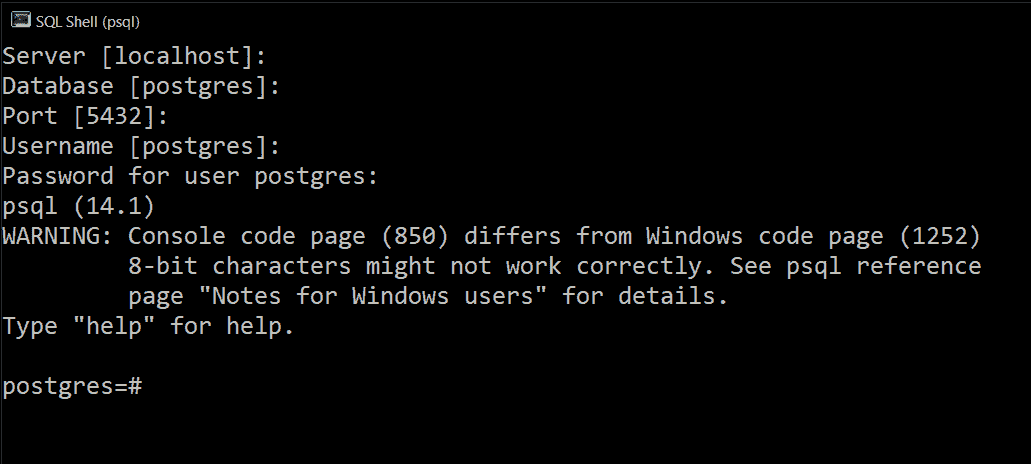 SQL Shell (psql)
Server [localhost]:
Database [postgres]:
Port [5432]:
Username [postgres]:
Password for user postgres:
psql (14.1)
WARNING: Console code page (850) differs from Windows code page (1252)
8-bit characters might not work correctly. See psql reference
page "Notes for Windows users" for details.
Type "help" for help.
postgres=#